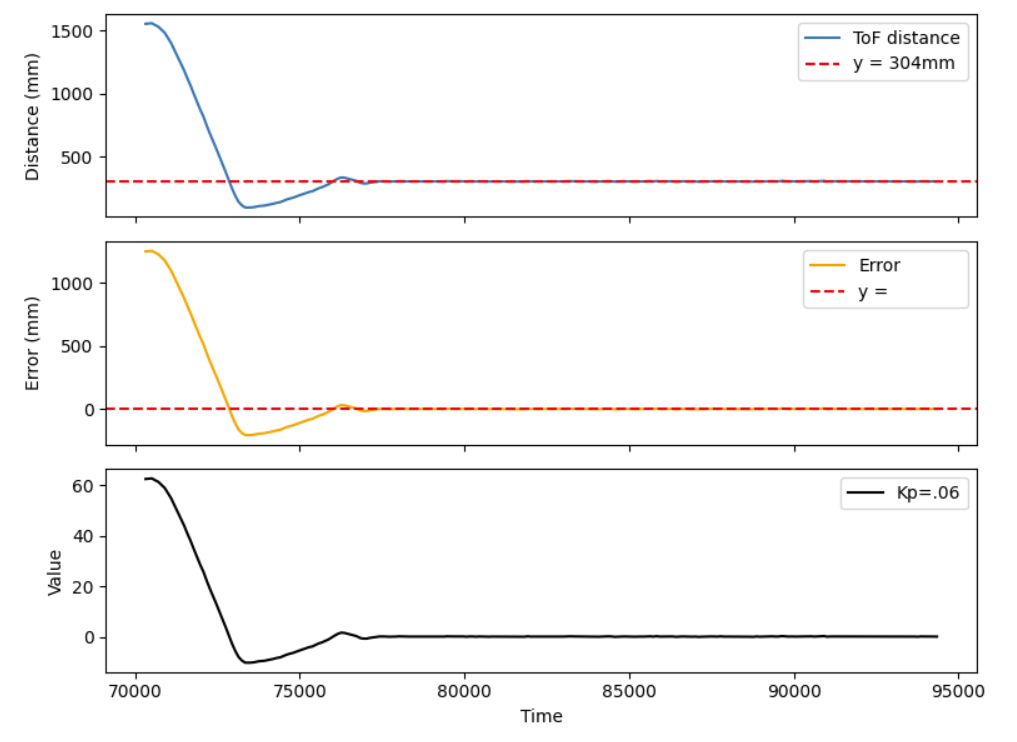 1500
1000
500
Distance (mm)
ToF distance
y = 304mm
1000
500
0
Error (mm)
Error
y =
60
40
20
0
Value
Kp=.06
70000 75000 80000 85000 90000 95000
Time